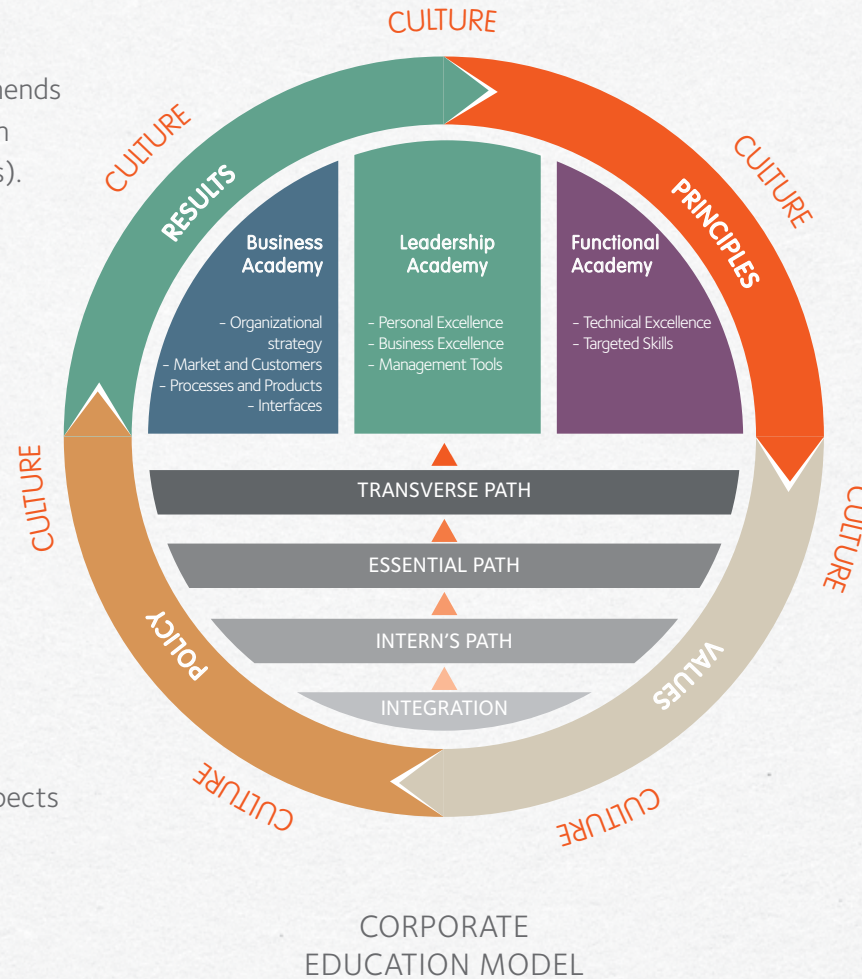 CULTURE
CULTURE
CULTURE
RESULTS
PRINCIPLES
Business
Academy
- Organizational
strategy
- Market and Customers
- Processes and Products
- Interfaces
Leadership
Academy
- Personal Excellence
- Business Excellence
- Management Tools
Functional
Academy
- Technical Excellence
- Targeted Skills
CULTURE
CULTURE
TRANSVERSE PATH
ESSENTIAL PATH
INTERN'S PATH
INTEGRATION
POLICY
VALUES
CULTURE
CULTURE
CORPORATE
EDUCATION MODEL